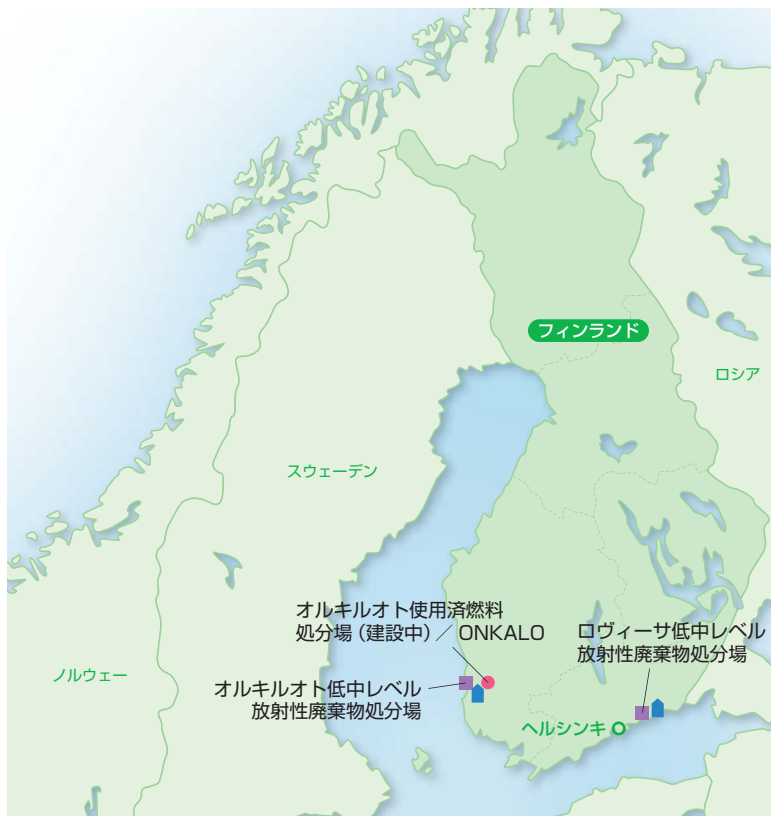 フィンランド
ロシア
スウェーデン
オルキルオト使用済燃料
処分場（建設中）／ ONKALO
ロヴィーサ低中レベル
放射性廃棄物処分場
ノルウェー
オルキルオト低中レベル
放射性廃棄物処分場
ヘルシンキ